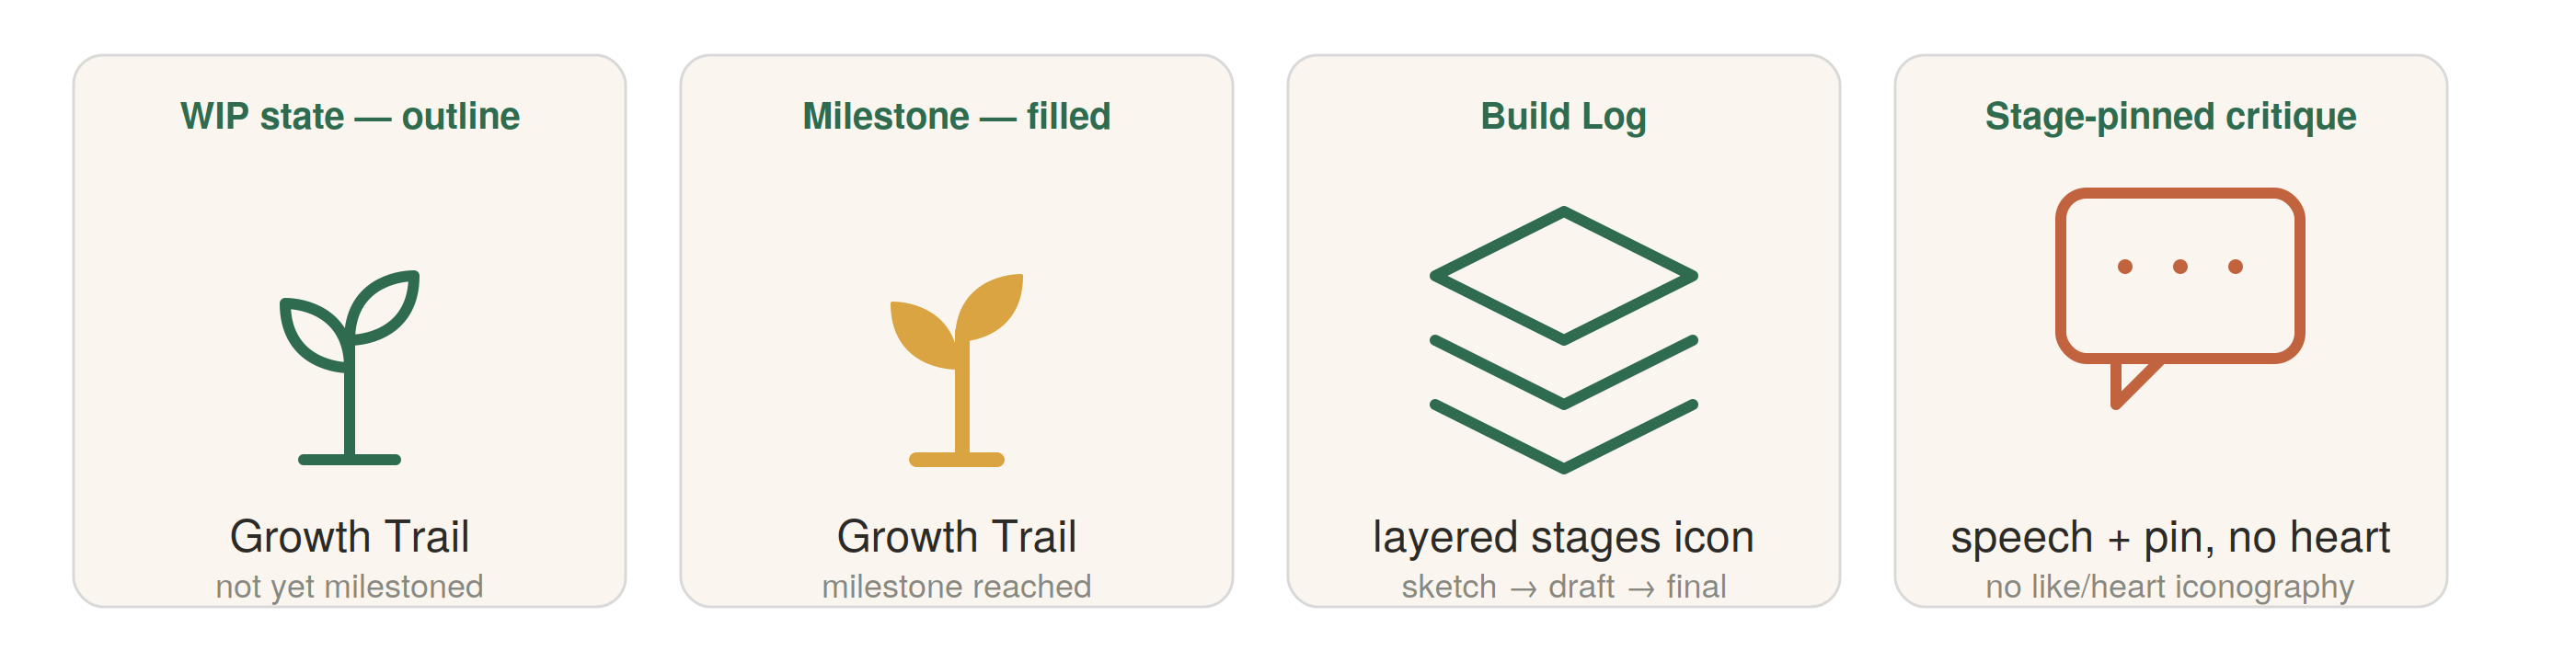 WIP state — outline
Growth Trail
not yet milestoned
Milestone — filled
Growth Trail
milestone reached
Build Log
layered stages icon
sketch → draft → final
Stage-pinned critique
speech + pin, no heart
no like/heart iconography